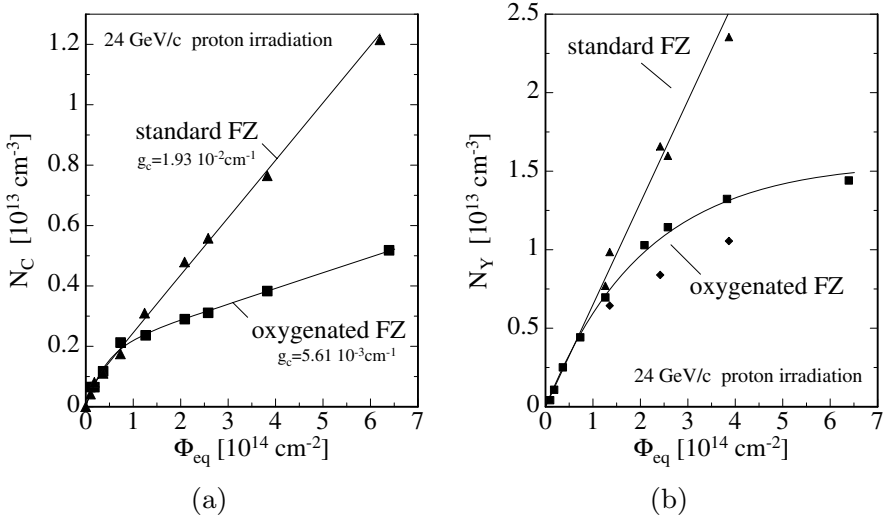 24 GeV/c proton irradiation
standard FZ
g_c=1.93 10^-2 cm^-1
oxygenated FZ
g_c=5.61 10^-3 cm^-1
N_C [10^13 cm^-3]
1.2
1
0.8
0.6
0.4
0.2
0
0 1 2 3 4 5 6 7
Φ_eq [10^14 cm^-2]
(a)
standard FZ
oxygenated FZ
24 GeV/c proton irradiation
N_Y [10^13 cm^-3]
2.5
2
1.5
1
0.5
0
0 1 2 3 4 5 6 7
Φ_eq [10^14 cm^-2]
(b)